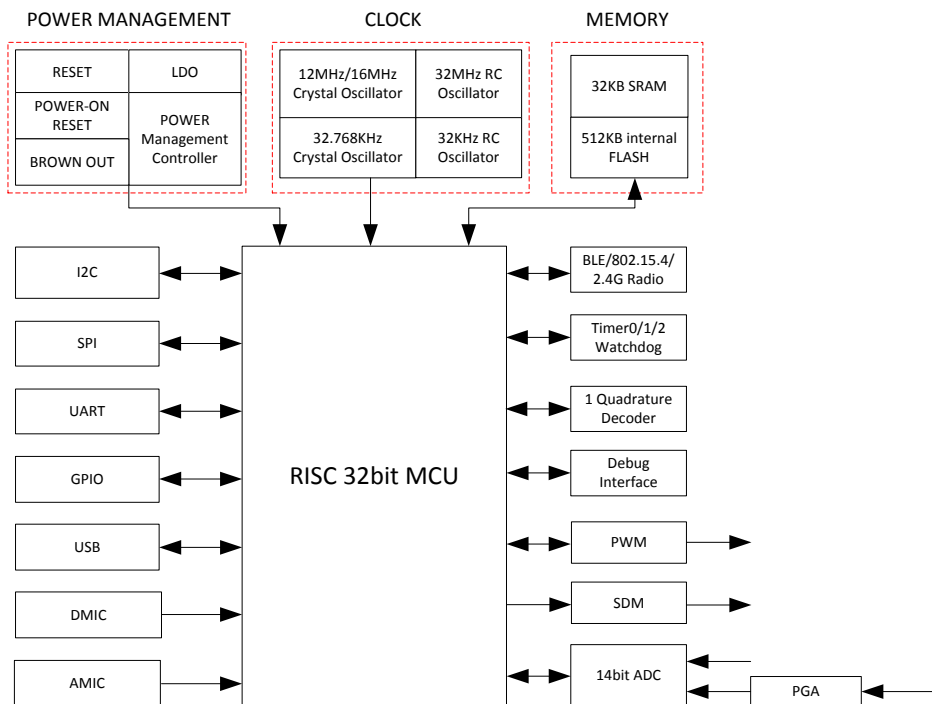 POWER MANAGEMENT
CLOCK
MEMORY
RESET
LDO
POWER-ON
RESET
POWER
Management
Controller
BROWN OUT
12MHz/16MHz
Crystal Oscillator
32MHz RC
Oscillator
32.768KHz
Crystal Oscillator
32KHz RC
Oscillator
32KB SRAM
512KB internal
FLASH
I2C
SPI
UART
GPIO
USB
DMIC
AMIC
RISC 32bit MCU
BLE/802.15.4/
2.4G Radio
Timer0/1/2
Watchdog
1 Quadrature
Decoder
Debug
Interface
PWM
SDM
14bit ADC
PGA